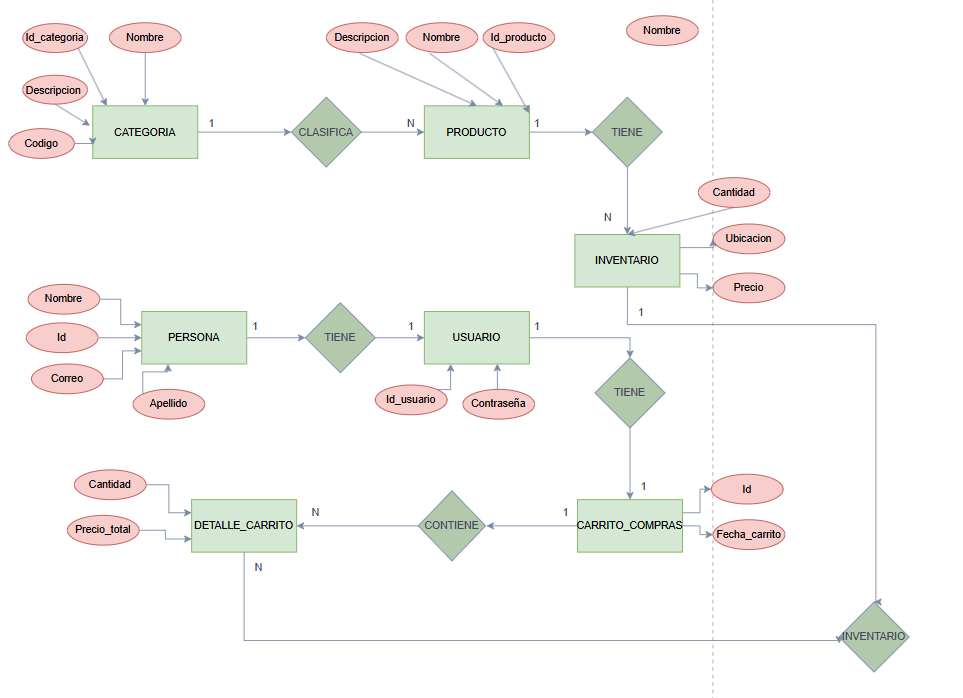 Id_categoria
Nombre
Descripcion
Nombre
Id_producto
Nombre
Descripcion
Codigo
CATEGORIA
1
CLASIFICA
N
PRODUCTO
1
TIENE
N
Cantidad
Ubicacion
INVENTARIO
Precio
1
Nombre
Id
Correo
Apellido
PERSONA
1
TIENE
1
USUARIO
1
Id_usuario
Contraseña
TIENE
1
Cantidad
Precio_total
DETALLE_CARRITO
N
CONTIENE
1
CARRITO_COMPRAS
Id
Fecha_carrito
N
INVENTARIO